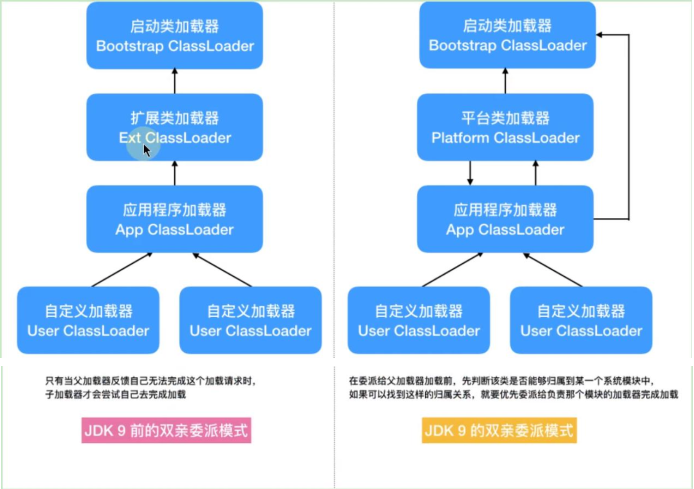 启动类加载器
Bootstrap ClassLoader
扩展类加载器
Ext ClassLoader
应用程序加载器
App ClassLoader
自定义加载器
User ClassLoader
自定义加载器
User ClassLoader
只有当父加载器反馈自己无法完成这个加载请求时,
子加载器才会尝试自己去完成加载
JDK 9 前的双亲委派模式
启动类加载器
Bootstrap ClassLoader
平台类加载器
Platform ClassLoader
应用程序加载器
App ClassLoader
自定义加载器
User ClassLoader
自定义加载器
User ClassLoader
在委派给父加载器加载前，先判断该类是否能够归属到某一个系统模块中,
如果可以找到这样的归属关系，就要优先委派给负责那个模块的加载器完成加载
JDK 9 的双亲委派模式